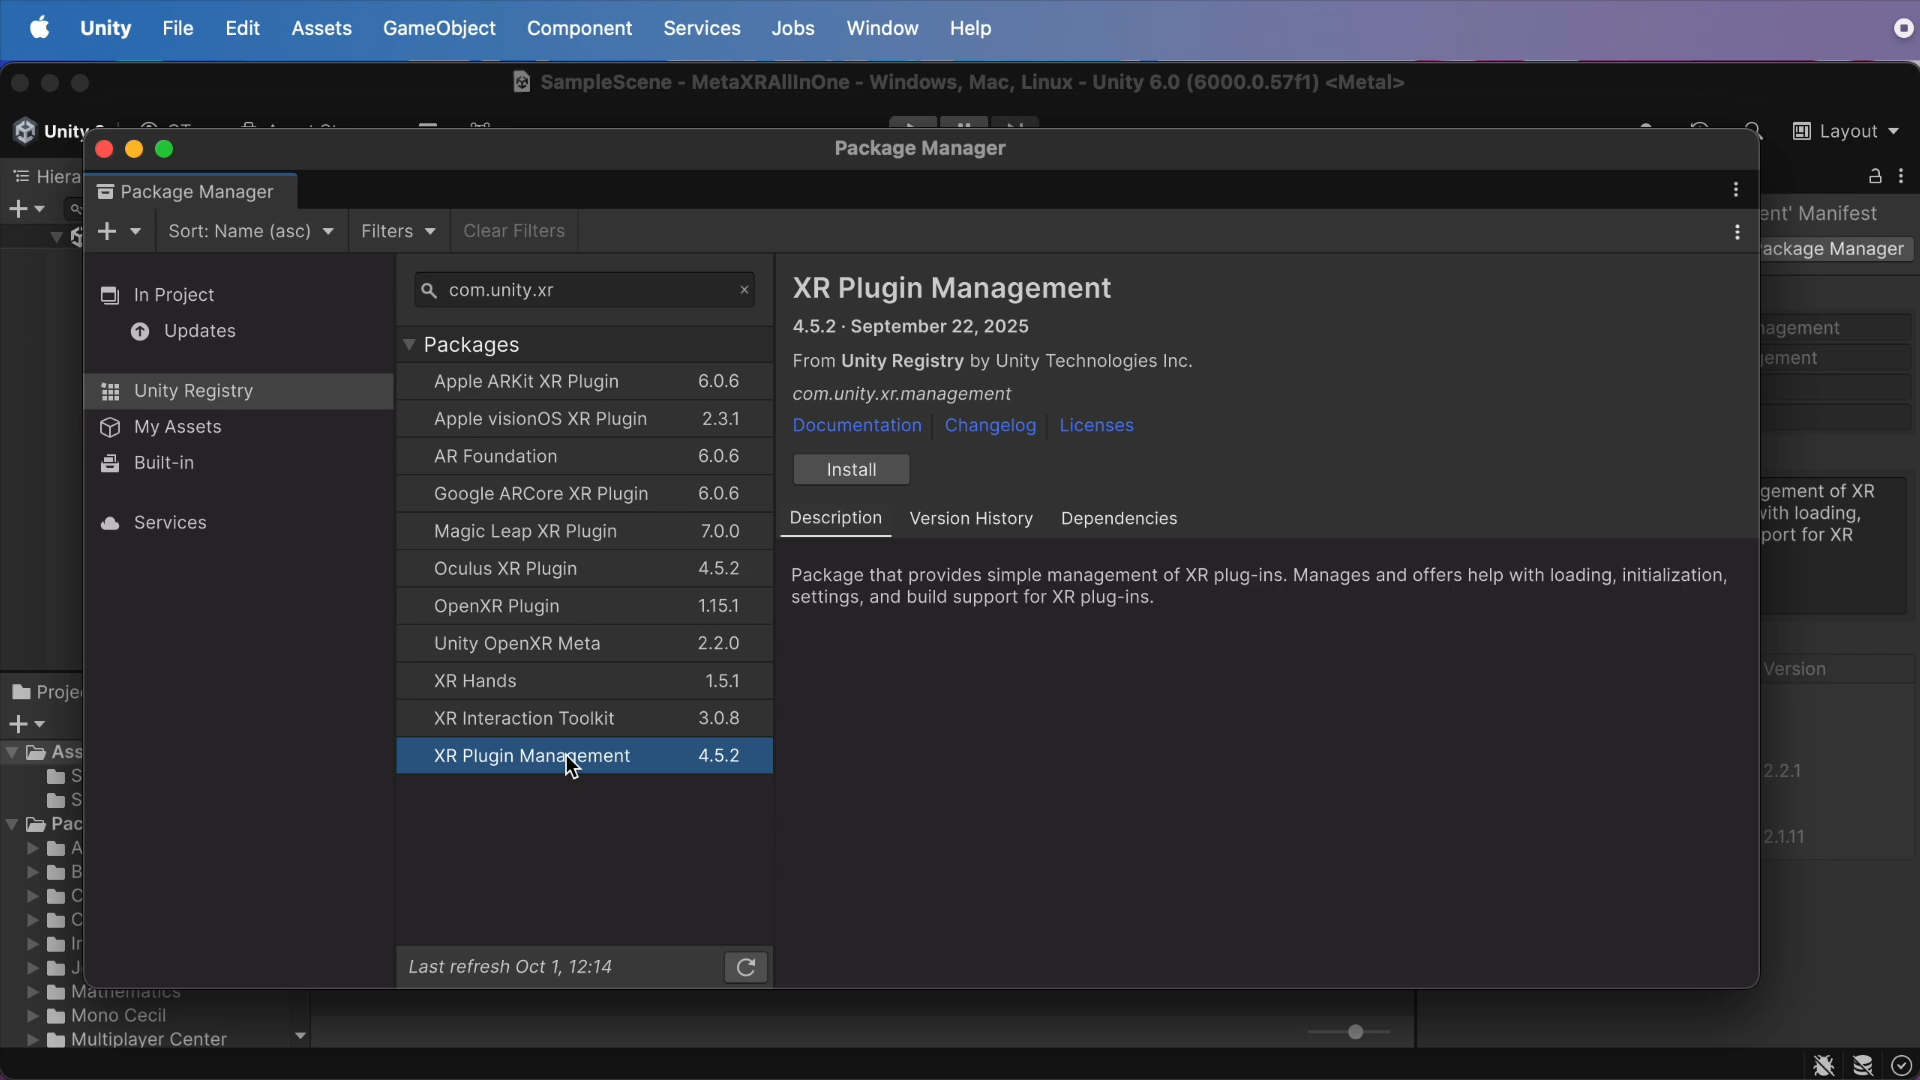 Unity File Edit Assets GameObject Component Services Jobs Window Help
SampleScene - MetaXRAllInOne - Windows, Mac, Linux - Unity 6.0 (6000.0.57f1) <Metal>
Layout
Package Manager
Package Manager
Sort: Name (asc) Filters Clear Filters
ent' Manifest
ackage Manager
In Project
Updates
Unity Registry
My Assets
Built-in
Services
com.unity.xr
Packages
Apple ARKit XR Plugin 6.0.6
Apple visionOS XR Plugin 2.3.1
AR Foundation 6.0.6
Google ARCore XR Plugin 6.0.6
Magic Leap XR Plugin 7.0.0
Oculus XR Plugin 4.5.2
OpenXR Plugin 1.15.1
Unity OpenXR Meta 2.2.0
XR Hands 1.5.1
XR Interaction Toolkit 3.0.8
XR Plugin Management 4.5.2
Last refresh Oct 1, 12:14
XR Plugin Management
4.5.2 · September 22, 2025
From Unity Registry by Unity Technologies Inc.
com.unity.xr.management
Documentation Changelog Licenses
Install
Description Version History Dependencies
Package that provides simple management of XR plug-ins. Manages and offers help with loading, initialization,
settings, and build support for XR plug-ins.
nagement
ement
gement of XR
with loading,
port for XR
Version
2.2.1
2.1.11
Mathematics
Mono Cecil
Multiplayer Center